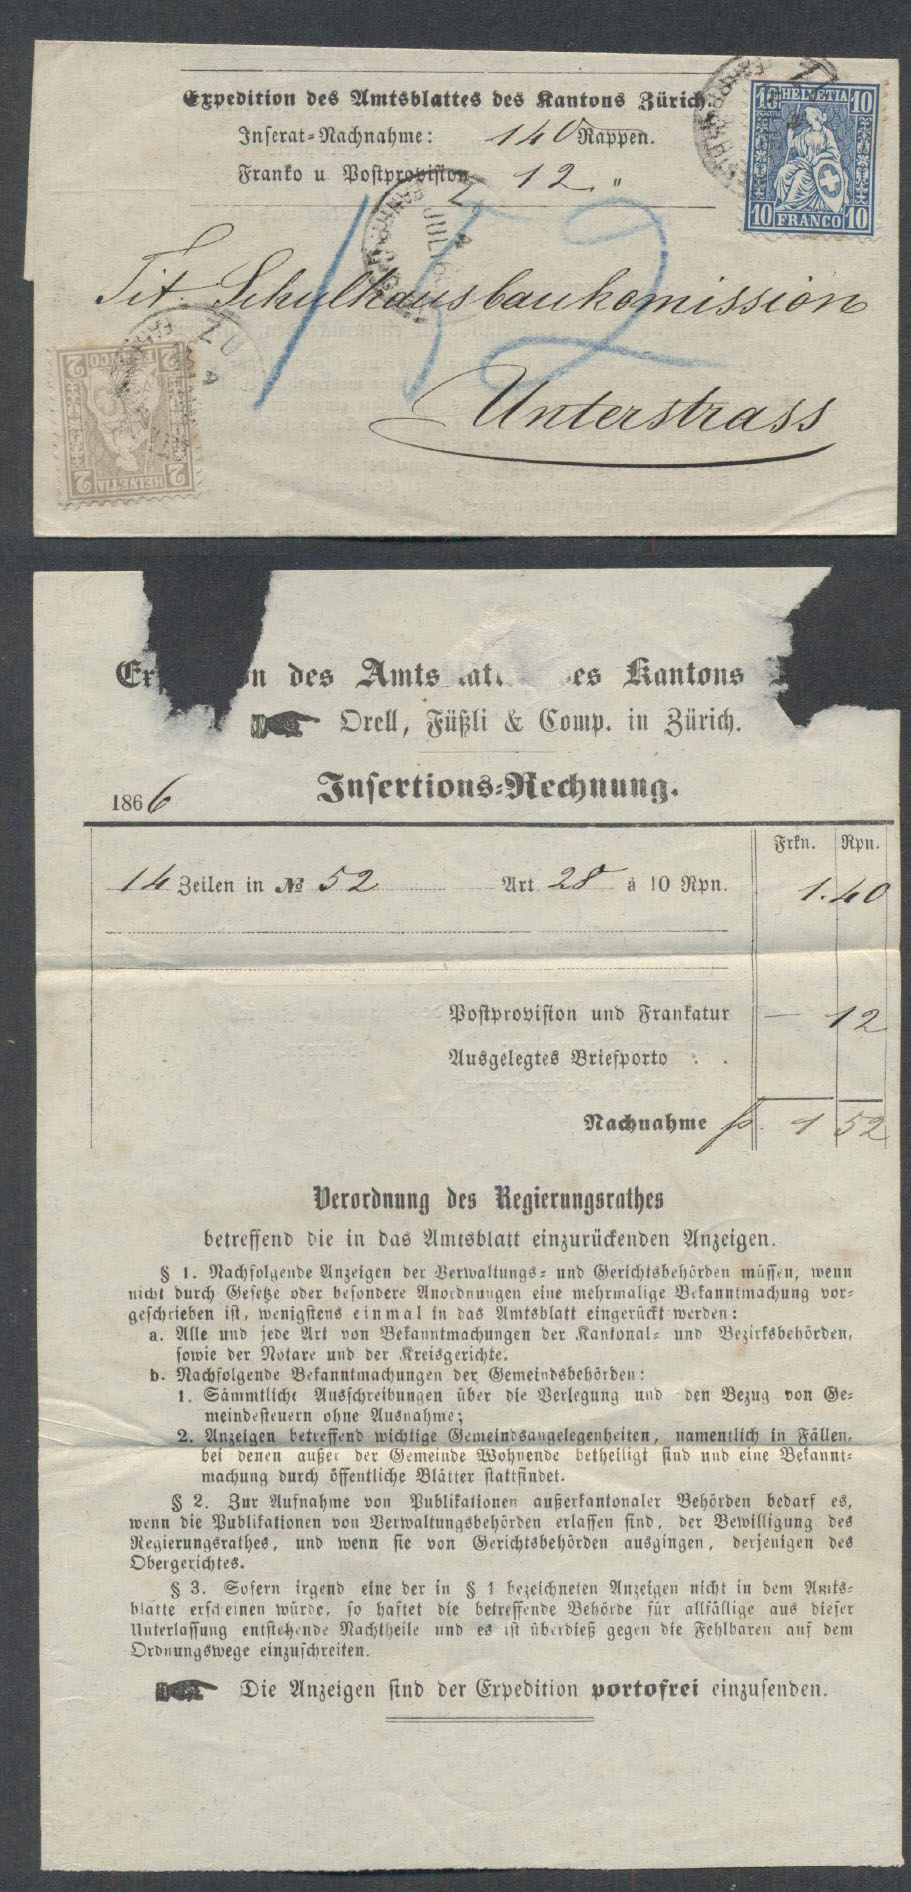 Expedition des Amtsblattes des Kantons Zürich.
Inserat-Nachnahme: 140 Rappen.
Franko u Postprovision 12 "
10 HELVETIA 10
10 FRANCO 10
152
Tit. Schulhausbaukomission
Unterstrass
2 FRANCO 2
2 HELVETIA 2
des Kantons
Orell, Füßli & Comp. in Zürich.
1866 Insertions-Rechnung.
Frkn. Rpn.
14 Zeilen in № 52 Art 28 à 10 Rpn. 1.40
Postprovision und Frankatur — 12
Ausgelegtes Briefporto . .
Nachnahme fr. 1 52
Verordnung des Regierungsrathes
betreffend die in das Amtsblatt einzurückenden Anzeigen.
§ 1. Nachfolgende Anzeigen der Verwaltungs- und Gerichtsbehörden müssen, wenn
nicht durch Gesetze oder besondere Anordnungen eine mehrmalige Bekanntmachung vor-
geschrieben ist, wenigstens einmal in das Amtsblatt eingerückt werden:
a. Alle und jede Art von Bekanntmachungen der Kantonal- und Bezirksbehörden,
sowie der Notare und der Kreisgerichte.
b. Nachfolgende Bekanntmachungen der Gemeindsbehörden:
1. Sämmtliche Ausschreibungen über die Verlegung und den Bezug von Ge-
meindesteuern ohne Ausnahme;
2. Anzeigen betreffend wichtige Gemeindsangelegenheiten, namentlich in Fällen,
bei denen außer der Gemeinde Wohnende betheiligt sind und eine Bekannt-
machung durch öffentliche Blätter stattfindet.
§ 2. Zur Aufnahme von Publikationen außerkantonaler Behörden bedarf es,
wenn die Publikationen von Verwaltungsbehörden erlassen sind, der Bewilligung des
Regierungsrathes, und wenn sie von Gerichtsbehörden ausgingen, derjenigen des
Obergerichtes.
§ 3. Sofern irgend eine der in § 1 bezeichneten Anzeigen nicht in dem Amts-
blatte erscheinen würde, so haftet die betreffende Behörde für allfällige aus dieser
Unterlassung entstehende Nachtheile und es ist überdieß gegen die Fehlbaren auf dem
Ordnungswege einzuschreiten.
Die Anzeigen sind der Expedition portofrei einzusenden.